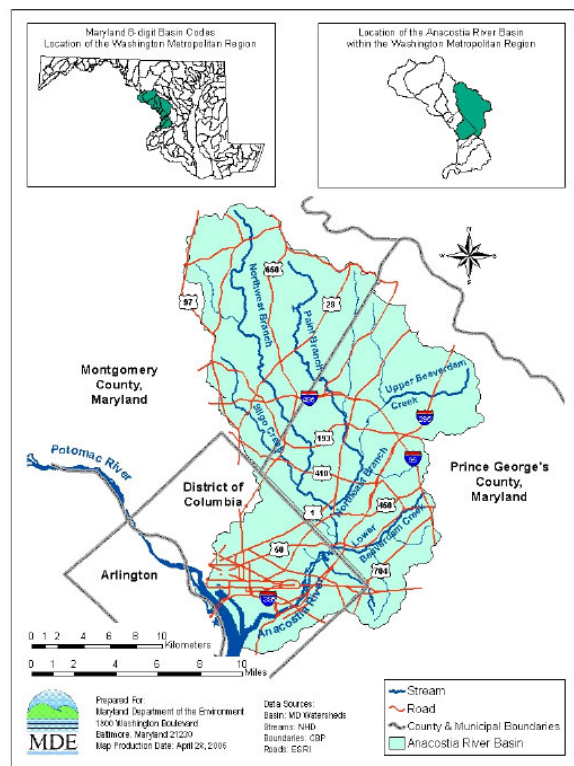 Maryland 8-digit Basin Codes
Location of the Washington Metropolitan
Region
Location of the Anacostia River Basin
within the Washington Metropolitan
Region
N
97
650
29
Northwest Branch
Paint Branch
Montgomery
County,
Maryland
Upper Beaverdam
Creek
Sligo Creek
193
95
410
Northeast Branch
Prince George's
County,
Maryland
Potomac River
District of
Columbia
1
450
Lower
Beaverdam Creek
50
704
Arlington
Anacostia River
0 1 2 4 6 8 10
Kilometers
0 1 2 4 6 8 10
Miles
MDE
Prepared For:
Maryland Department of the Environment
1800 Washington Boulevard
Baltimore, Maryland 21230
Map Production Date: April 28, 2006
Data Sources:
Basin: MD Watersheds
Streams: NHD
Boundaries: CBP
Roads: ESRI
Stream
Road
County & Municipal Boundaries
Anacostia River Basin